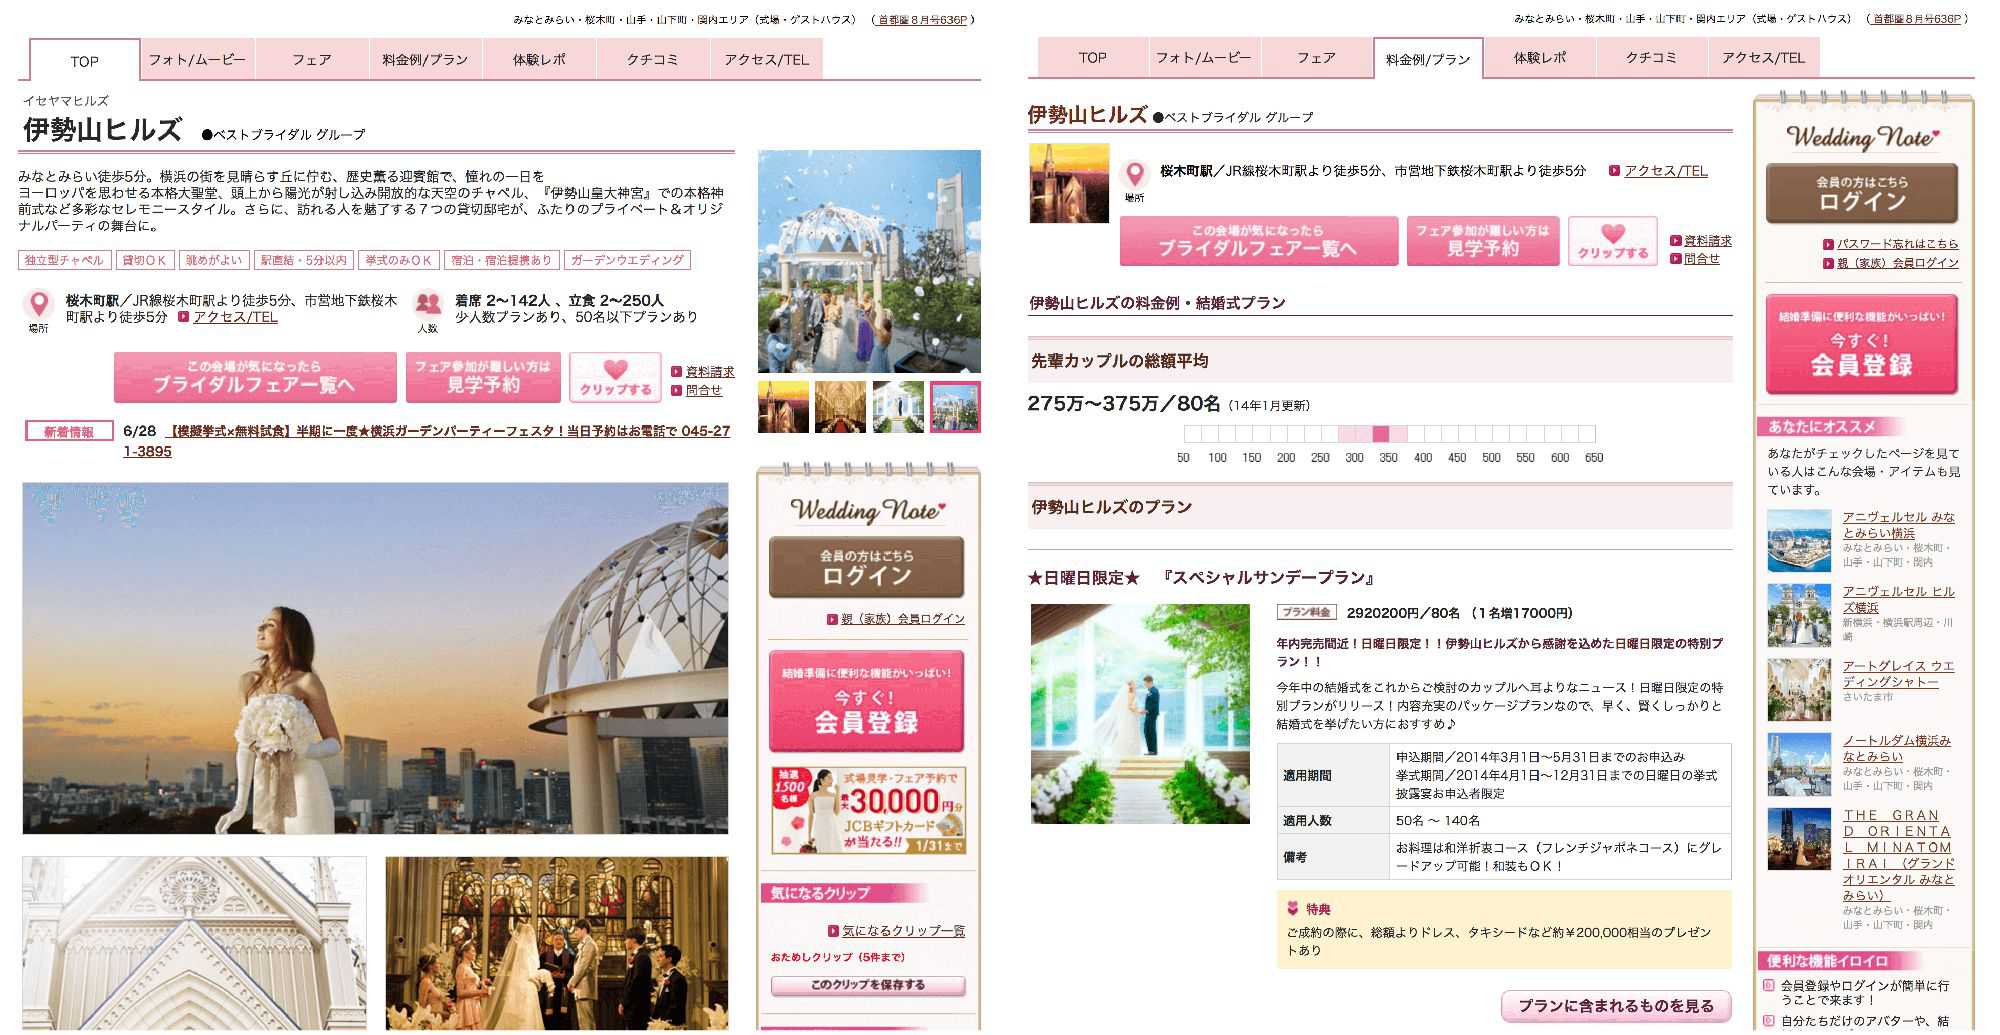 みなとみらい・桜木町・山手・山下町・関内エリア（式場・ゲストハウス） （首都圏８月号636P）
TOP
フォト/ムービー
フェア
料金例/プラン
体験レポ
クチコミ
アクセス/TEL
イセヤマヒルズ
伊勢山ヒルズ ●ベストブライダル グループ
みなとみらい徒歩5分。横浜の街を見晴らす丘に佇む、歴史薫る迎賓館で、憧れの一日を
ヨーロッパを思わせる本格大聖堂、頭上から陽光が射し込み開放的な天空のチャペル、『伊勢山皇大神宮』での本格神
前式など多彩なセレモニースタイル。さらに、訪れる人を魅了する７つの貸切邸宅が、ふたりのプライベート＆オリジ
ナルパーティの舞台に。
独立型チャペル
貸切ＯＫ
眺めがよい
駅直結・5分以内
挙式のみＯＫ
宿泊・宿泊提携あり
ガーデンウエディング
場所
桜木町駅／JR線桜木町駅より徒歩5分、市営地下鉄桜木
町駅より徒歩5分 アクセス/TEL
人数
着席 2～142人 、立食 2～250人
少人数プランあり、50名以下プランあり
この会場が気になったら
ブライダルフェア一覧へ
フェア参加が難しい方は
見学予約
クリップする
資料請求
問合せ
新着情報
6/28 【模擬挙式×無料試食】半期に一度★横浜ガーデンパーティーフェスタ！当日予約はお電話で 045-27
1-3895
Wedding Note
会員の方はこちら
ログイン
親（家族）会員ログイン
結婚準備に便利な機能がいっぱい!
今すぐ!
会員登録
抽選
1500
名様
式場見学・フェア予約で
最大30,000円分
JCBギフトカード
が当たる!!
1/31まで
気になるクリップ
気になるクリップ一覧
おためしクリップ（5件まで）
このクリップを保存する
みなとみらい・桜木町・山手・山下町・関内エリア（式場・ゲストハウス） （首都圏８月号636P）
TOP
フォト/ムービー
フェア
料金例/プラン
体験レポ
クチコミ
アクセス/TEL
伊勢山ヒルズ ●ベストブライダル グループ
場所
桜木町駅／JR線桜木町駅より徒歩5分、市営地下鉄桜木町駅より徒歩5分 アクセス/TEL
この会場が気になったら
ブライダルフェア一覧へ
フェア参加が難しい方は
見学予約
クリップする
資料請求
問合せ
伊勢山ヒルズの料金例・結婚式プラン
先輩カップルの総額平均
275万～375万／80名（14年1月更新）
50 100 150 200 250 300 350 400 450 500 550 600 650
伊勢山ヒルズのプラン
★日曜日限定★ 『スペシャルサンデープラン』
プラン料金 2920200円／80名 （１名増17000円）
年内完売間近！日曜日限定！！伊勢山ヒルズから感謝を込めた日曜日限定の特別プ
ラン！！
今年中の結婚式をこれからご検討のカップルへ耳よりなニュース！日曜日限定の特
別プランがリリース！内容充実のパッケージプランなので、早く、賢くしっかりと
結婚式を挙げたい方におすすめ♪
適用期間
申込期間／2014年3月1日～5月31日までのお申込み
挙式期間／2014年4月1日～12月31日までの日曜日の挙式
披露宴お申込者限定
適用人数
50名 ～ 140名
備考
お料理は和洋折衷コース（フレンチジャポネコース）にグレ
ードアップ可能！和装もＯＫ！
特典
ご成約の際に、総額よりドレス、タキシードなど約￥200,000相当のプレゼン
トあり
プランに含まれるものを見る
Wedding Note
会員の方はこちら
ログイン
パスワード忘れはこちら
親（家族）会員ログイン
結婚準備に便利な機能がいっぱい!
今すぐ!
会員登録
あなたにオススメ
あなたがチェックしたページを見て
いる人はこんな会場・アイテムも見
ています。
アニヴェルセル みな
とみらい横浜
みなとみらい・桜木町・
山手・山下町・関内
アニヴェルセル ヒル
ズ横浜
新横浜・横浜駅周辺・川
崎
アートグレイス ウエ
ディングシャトー
さいたま市
ノートルダム横浜み
なとみらい
みなとみらい・桜木町・
山手・山下町・関内
ＴＨＥ ＧＲＡＮ
Ｄ ＯＲＩＥＮＴＡ
Ｌ ＭＩＮＡＴＯＭ
ＩＲＡＩ （グランド
オリエンタル みなと
みらい）
みなとみらい・桜木町・
山手・山下町・関内
便利な機能イロイロ
会員登録やログインが簡単に行
うことで来ます！
自分たちだけのアバターや、結